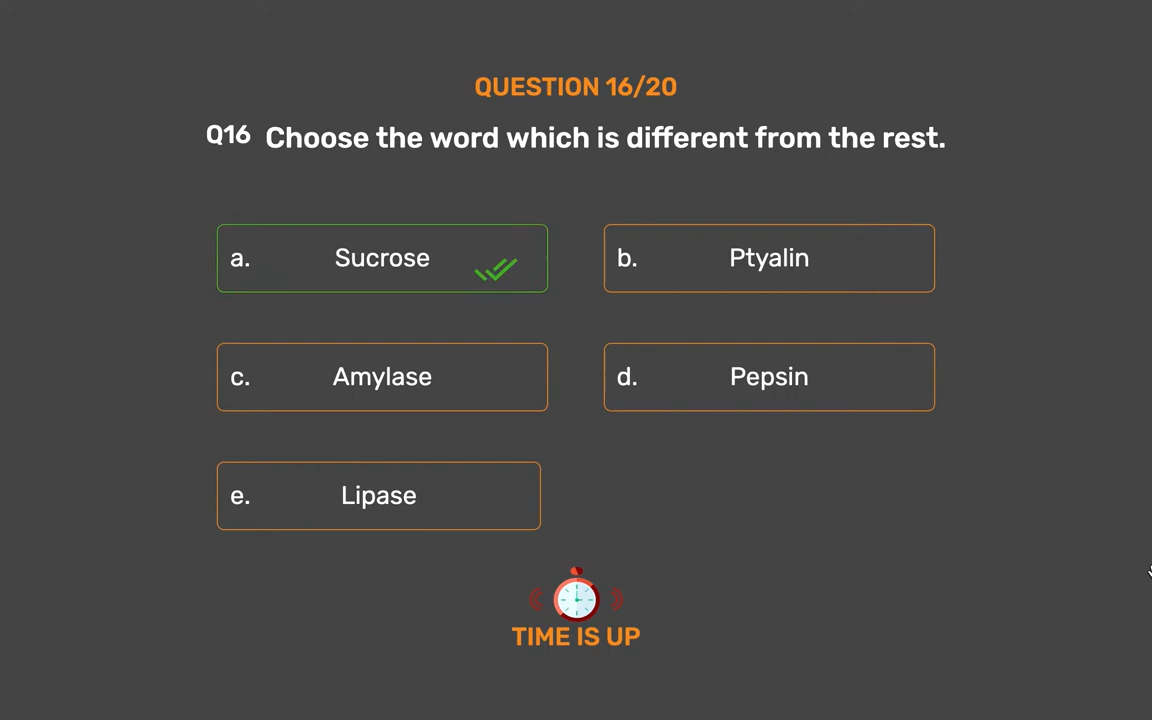 QUESTION 16/20
Q16 Choose the word which is different from the rest.
a. Sucrose
b. Ptyalin
c. Amylase
d. Pepsin
e. Lipase
TIME IS UP